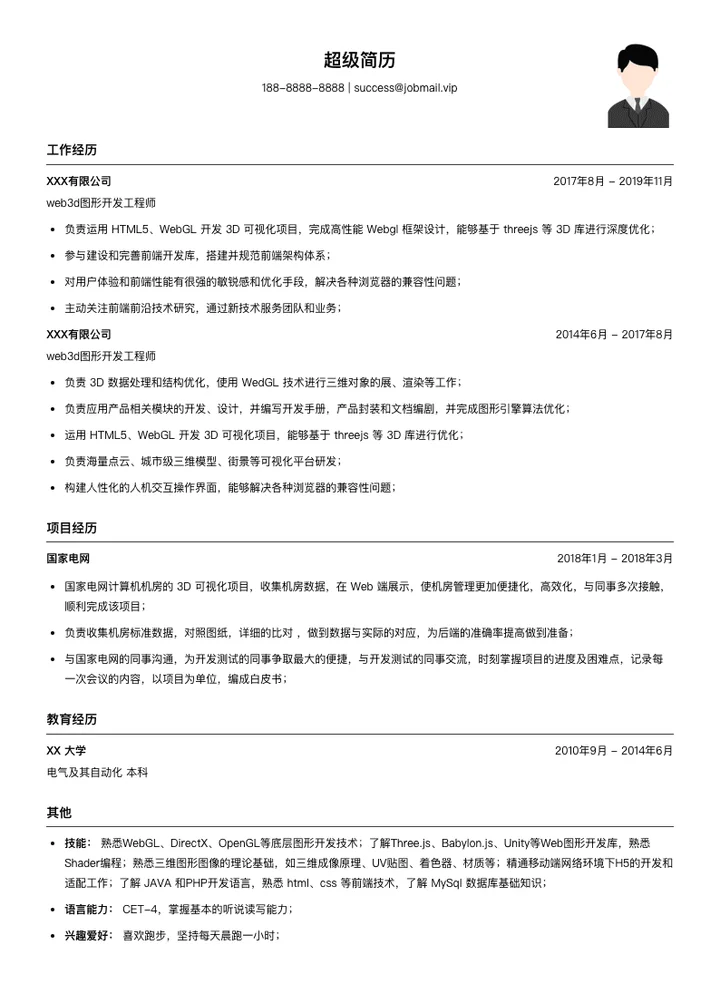 超级简历
188-8888-8888 | success@jobmail.vip
工作经历
XXX有限公司 2017年8月 – 2019年11月
web3d图形开发工程师
• 负责运用 HTML5、WebGL 开发 3D 可视化项目，完成高性能 Webgl 框架设计，能够基于 threejs 等 3D 库进行深度优化；
• 参与建设和完善前端开发库，搭建并规范前端架构体系；
• 对用户体验和前端性能有很强的敏锐感和优化手段，解决各种浏览器的兼容性问题；
• 主动关注前端前沿技术研究，通过新技术服务团队和业务；
XXX有限公司 2014年6月 – 2017年8月
web3d图形开发工程师
• 负责 3D 数据处理和结构优化，使用 WedGL 技术进行三维对象的展、渲染等工作；
• 负责应用产品相关模块的开发、设计，并编写开发手册，产品封装和文档编剧，并完成图形引擎算法优化；
• 运用 HTML5、WebGL 开发 3D 可视化项目，能够基于 threejs 等 3D 库进行优化；
• 负责海量点云、城市级三维模型、街景等可视化平台研发；
• 构建人性化的人机交互操作界面，能够解决各种浏览器的兼容性问题；
项目经历
国家电网 2018年1月 – 2018年3月
• 国家电网计算机机房的 3D 可视化项目，收集机房数据，在 Web 端展示，使机房管理更加便捷化，高效化，与同事多次接触，
顺利完成该项目；
• 负责收集机房标准数据，对照图纸，详细的比对 ，做到数据与实际的对应，为后端的准确率提高做到准备；
• 与国家电网的同事沟通，为开发测试的同事争取最大的便捷，与开发测试的同事交流，时刻掌握项目的进度及困难点，记录每
一次会议的内容，以项目为单位，编成白皮书；
教育经历
XX 大学 2010年9月 – 2014年6月
电气及其自动化 本科
其他
• 技能： 熟悉WebGL、DirectX、OpenGL等底层图形开发技术；了解Three.js、Babylon.js、Unity等Web图形开发库，熟悉
Shader编程；熟悉三维图形图像的理论基础，如三维成像原理、UV贴图、着色器、材质等；精通移动端网络环境下H5的开发和
适配工作；了解 JAVA 和PHP开发语言，熟悉 html、css 等前端技术，了解 MySql 数据库基础知识；
• 语言能力： CET-4，掌握基本的听说读写能力；
• 兴趣爱好： 喜欢跑步，坚持每天晨跑一小时；